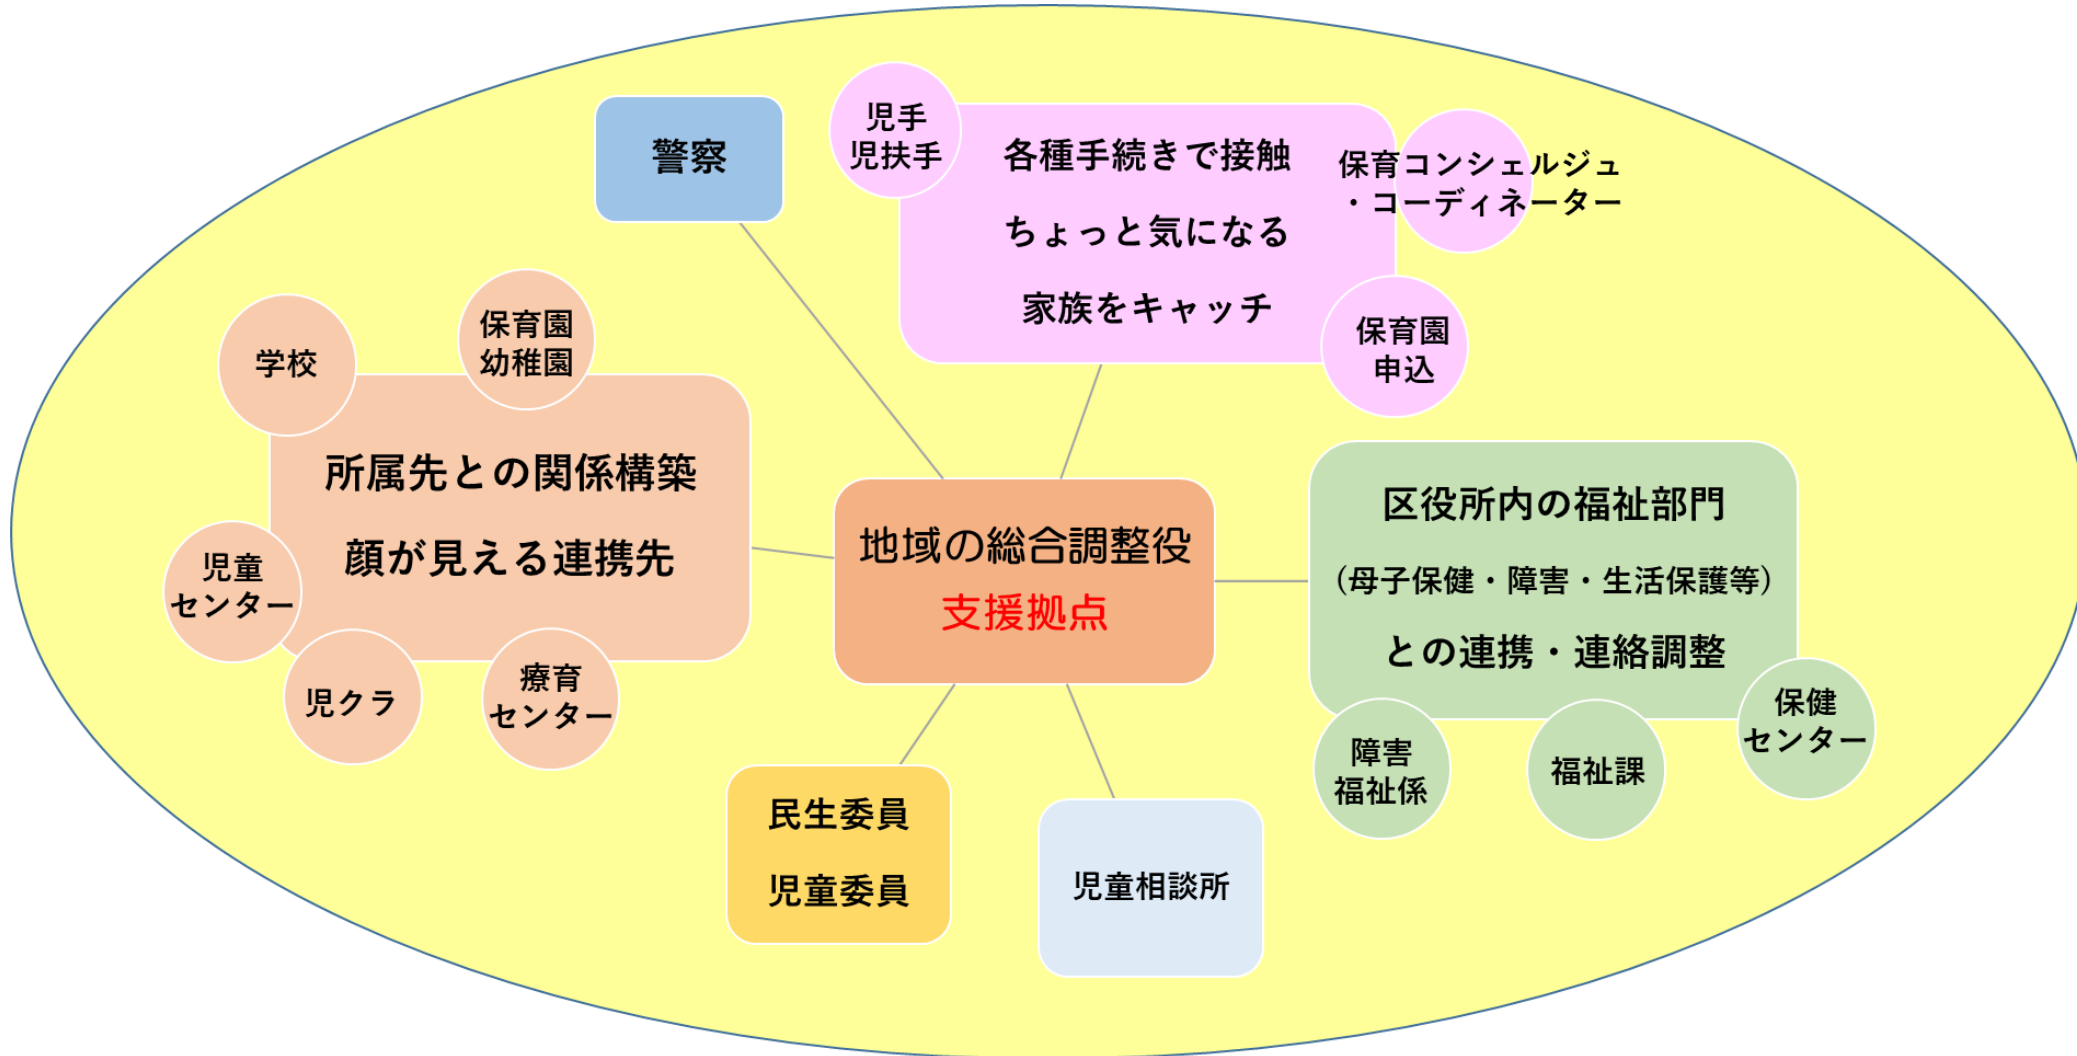 警察
児手
児扶手
各種手続きで接触
ちょっと気になる
家族をキャッチ
保育コンシェルジュ
・コーディネーター
保育園
申込
学校
保育園
幼稚園
所属先との関係構築
顔が見える連携先
児童
センター
児クラ
療育
センター
地域の総合調整役
支援拠点
区役所内の福祉部門
（母子保健・障害・生活保護等）
との連携・連絡調整
障害
福祉係
福祉課
保健
センター
民生委員
児童委員
児童相談所